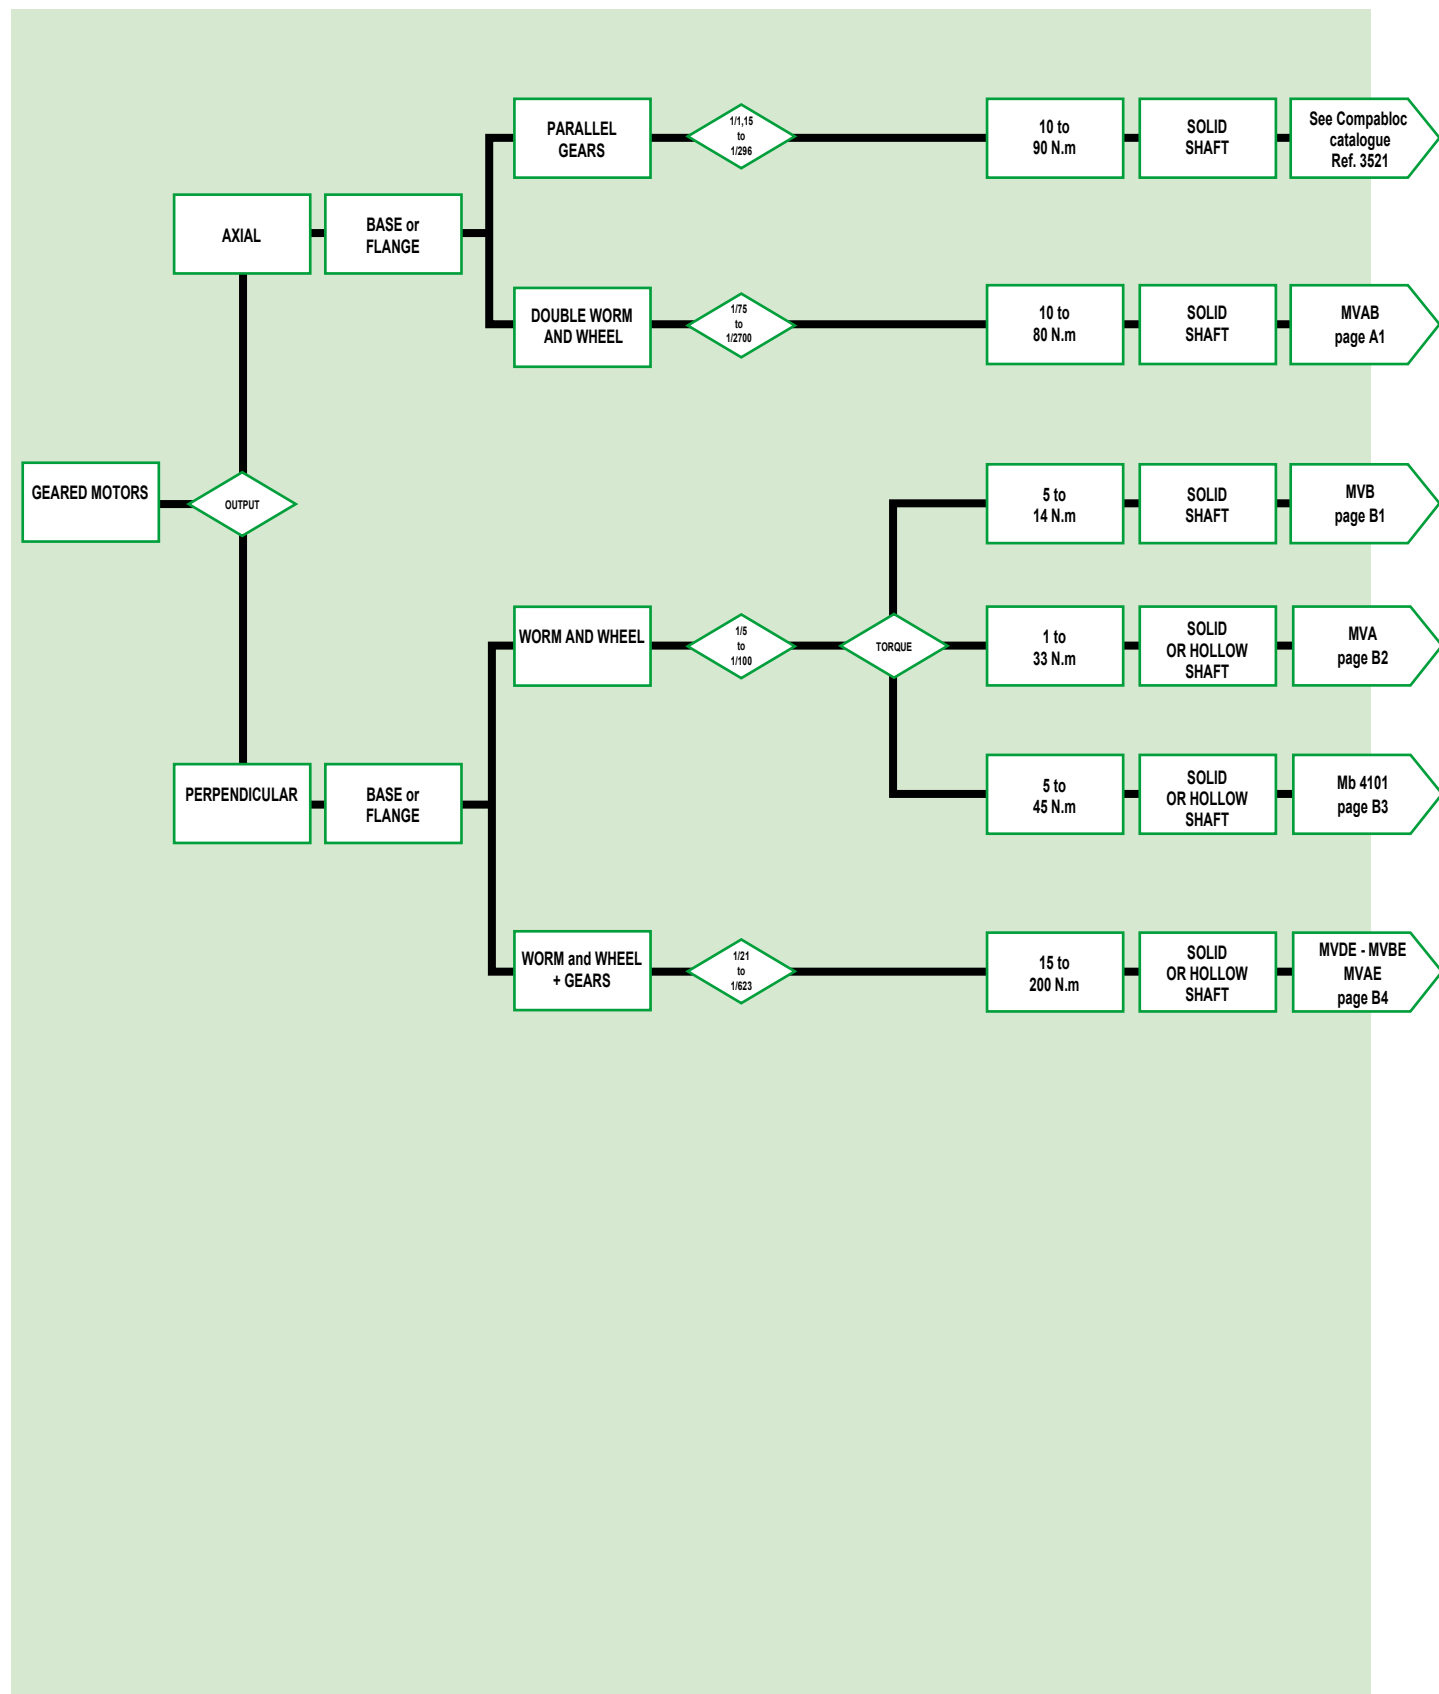 PARALLEL
GEARS
1/1,15
to
1/296
10 to
90 N.m
SOLID
SHAFT
See Compabloc
catalogue
Ref. 3521
AXIAL
BASE or
FLANGE
DOUBLE WORM
AND WHEEL
1/75
to
1/2700
10 to
80 N.m
SOLID
SHAFT
MVAB
page A1
GEARED MOTORS
OUTPUT
5 to
14 N.m
SOLID
SHAFT
MVB
page B1
WORM AND WHEEL
1/5
to
1/100
TORQUE
1 to
33 N.m
SOLID
OR HOLLOW
SHAFT
MVA
page B2
PERPENDICULAR
BASE or
FLANGE
5 to
45 N.m
SOLID
OR HOLLOW
SHAFT
Mb 4101
page B3
WORM and WHEEL
+ GEARS
1/21
to
1/623
15 to
200 N.m
SOLID
OR HOLLOW
SHAFT
MVDE - MVBE
MVAE
page B4